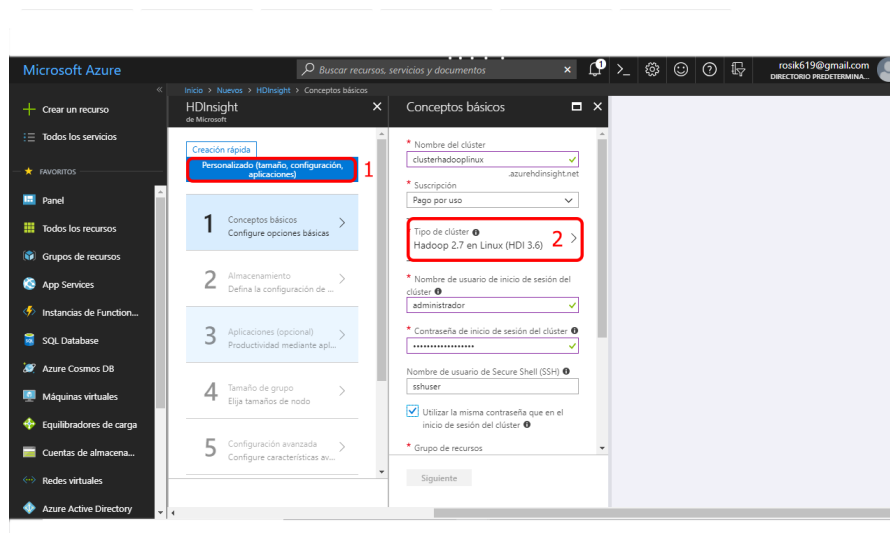 Microsoft Azure
Buscar recursos, servicios y documentos
rosik619@gmail.com
DIRECTORIO PREDETERMINA...
Crear un recurso
Todos los servicios
FAVORITOS
Panel
Todos los recursos
Grupos de recursos
App Services
Instancias de Function...
SQL Database
Azure Cosmos DB
Máquinas virtuales
Equilibradores de carga
Cuentas de almacena...
Redes virtuales
Azure Active Directory
Inicio > Nuevos > HDInsight > Conceptos básicos
HDInsight
de Microsoft
Creación rápida
Personalizado (tamaño, configuración,
aplicaciones)
1
1
Conceptos básicos
Configure opciones básicas
2
Almacenamiento
Defina la configuración de ...
3
Aplicaciones (opcional)
Productividad mediante apl...
4
Tamaño de grupo
Elija tamaños de nodo
5
Configuración avanzada
Configure características av...
Conceptos básicos
* Nombre del clúster
clusterhadooplinux
.azurehdinsight.net
* Suscripción
Pago por uso
Tipo de clúster
Hadoop 2.7 en Linux (HDI 3.6)
2
* Nombre de usuario de inicio de sesión del
clúster
administrador
* Contraseña de inicio de sesión del clúster
••••••••••••••••••
Nombre de usuario de Secure Shell (SSH)
sshuser
Utilizar la misma contraseña que en el
inicio de sesión del clúster
* Grupo de recursos
Siguiente